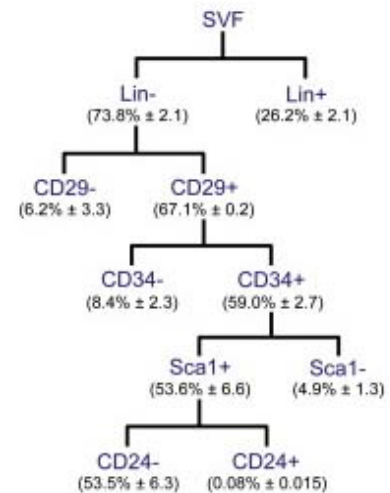 SVF
Lin- Lin+
(73.8% ± 2.1) (26.2% ± 2.1)
CD29- CD29+
(6.2% ± 3.3) (67.1% ± 0.2)
CD34- CD34+
(8.4% ± 2.3) (59.0% ± 2.7)
Sca1+ Sca1-
(53.6% ± 6.6) (4.9% ± 1.3)
CD24- CD24+
(53.5% ± 6.3) (0.08% ± 0.015)